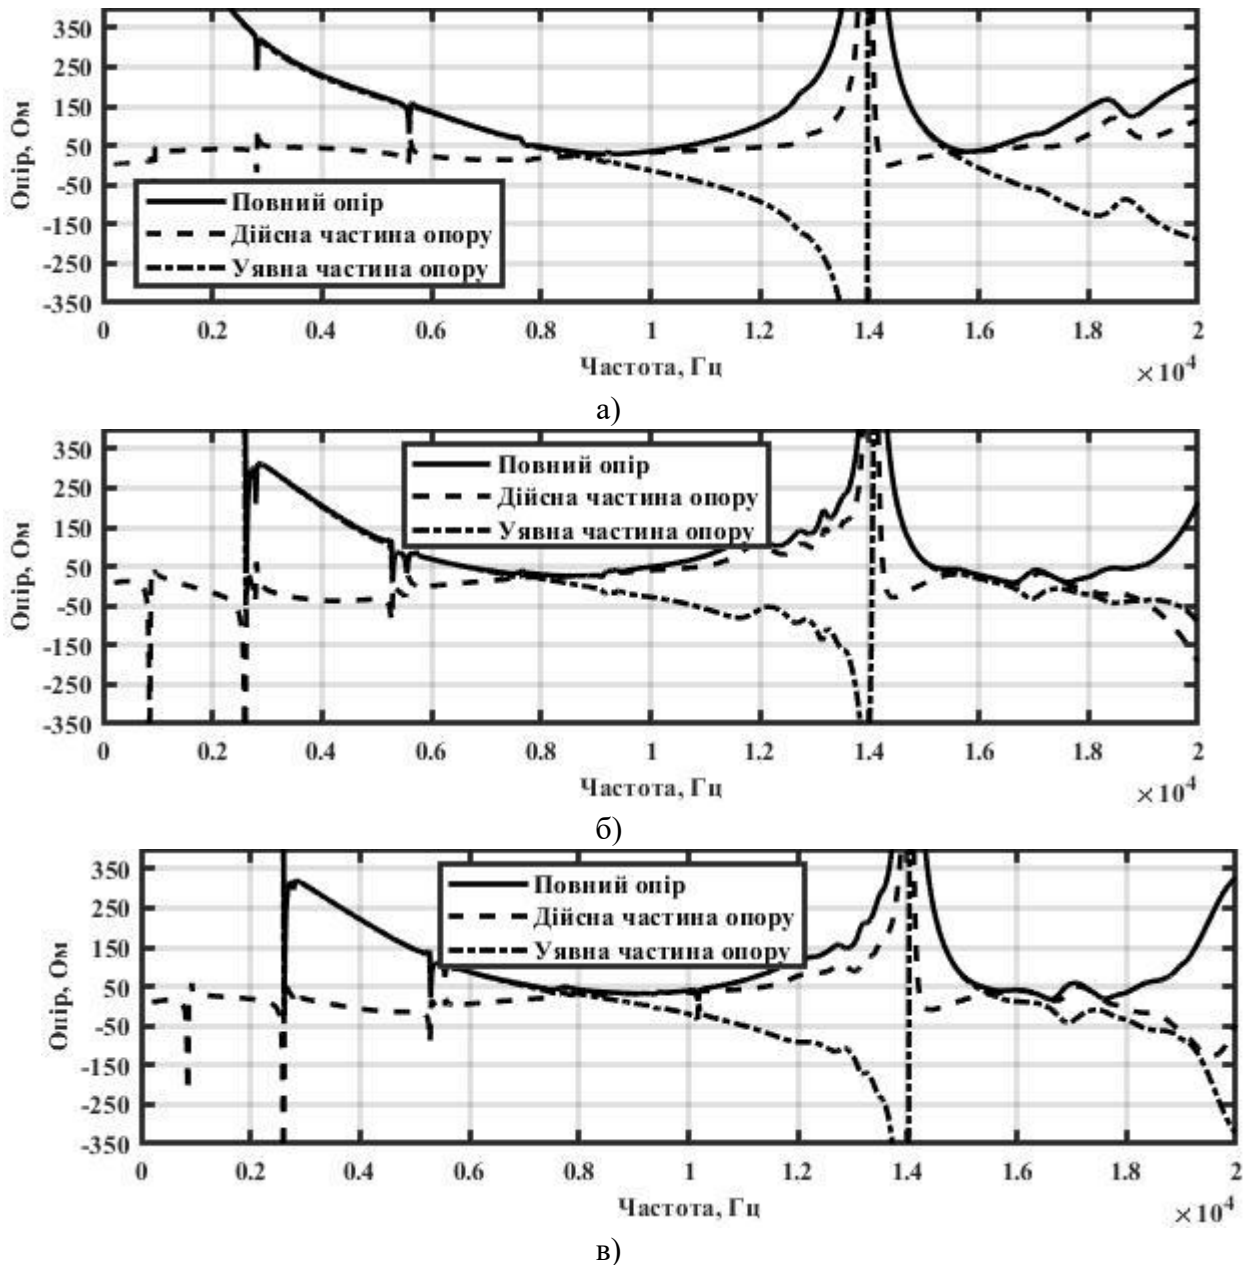 350
250
150
50
-50
-150
-250
-350
Опір, Ом
Повний опір
Дійсна частина опору
Уявна частина опору
0 0.2 0.4 0.6 0.8 1 1.2 1.4 1.6 1.8 2
Частота, Гц
×10⁴
а)
350
250
150
50
-50
-150
-250
-350
Опір, Ом
Повний опір
Дійсна частина опору
Уявна частина опору
0 0.2 0.4 0.6 0.8 1 1.2 1.4 1.6 1.8 2
Частота, Гц
×10⁴
б)
350
250
150
50
-50
-150
-250
-350
Опір, Ом
Повний опір
Дійсна частина опору
Уявна частина опору
0 0.2 0.4 0.6 0.8 1 1.2 1.4 1.6 1.8 2
Частота, Гц
×10⁴
в)